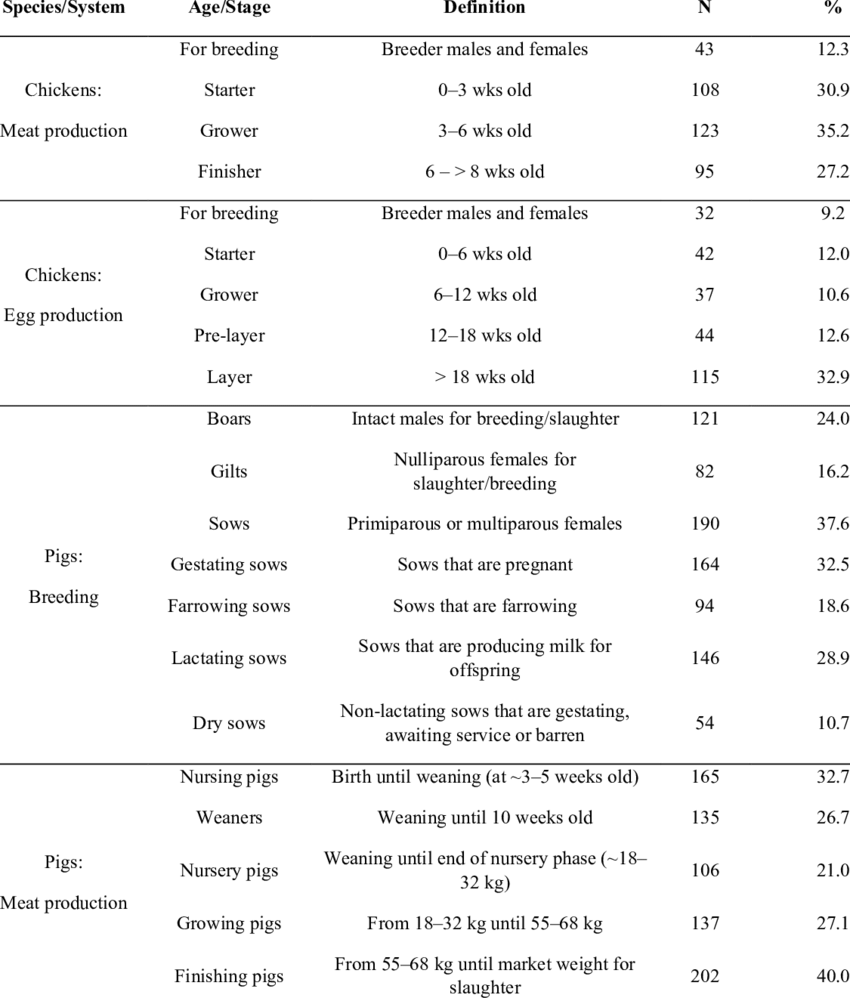 Species/System Age/Stage Definition N %
For breeding Breeder males and females 43 12.3
Chickens: Starter 0–3 wks old 108 30.9
Meat production Grower 3–6 wks old 123 35.2
Finisher 6 – > 8 wks old 95 27.2
For breeding Breeder males and females 32 9.2
Starter 0–6 wks old 42 12.0
Chickens:
Grower 6–12 wks old 37 10.6
Egg production
Pre-layer 12–18 wks old 44 12.6
Layer > 18 wks old 115 32.9
Boars Intact males for breeding/slaughter 121 24.0
Gilts Nulliparous females for 82 16.2
slaughter/breeding
Sows Primiparous or multiparous females 190 37.6
Pigs:
Gestating sows Sows that are pregnant 164 32.5
Breeding
Farrowing sows Sows that are farrowing 94 18.6
Lactating sows Sows that are producing milk for 146 28.9
offspring
Dry sows Non-lactating sows that are gestating, 54 10.7
awaiting service or barren
Nursing pigs Birth until weaning (at ~3–5 weeks old) 165 32.7
Weaners Weaning until 10 weeks old 135 26.7
Pigs:
Nursery pigs Weaning until end of nursery phase (~18– 106 21.0
32 kg)
Meat production
Growing pigs From 18–32 kg until 55–68 kg 137 27.1
Finishing pigs From 55–68 kg until market weight for 202 40.0
slaughter